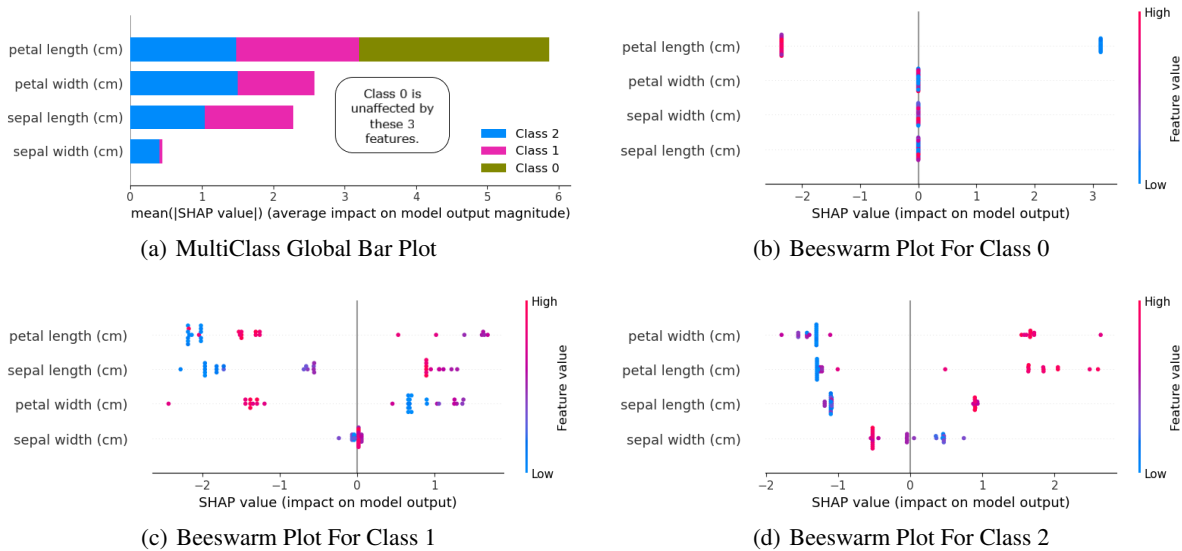 petal length (cm)
petal width (cm)
sepal length (cm)
sepal width (cm)
Class 0 is
unaffected by
these 3
features.
Class 2
Class 1
Class 0
0 1 2 3 4 5 6
mean(|SHAP value|) (average impact on model output magnitude)
(a) MultiClass Global Bar Plot
petal length (cm)
petal width (cm)
sepal width (cm)
sepal length (cm)
−2 −1 0 1 2 3
SHAP value (impact on model output)
High
Feature value
Low
(b) Beeswarm Plot For Class 0
petal length (cm)
sepal length (cm)
petal width (cm)
sepal width (cm)
−2 −1 0 1
SHAP value (impact on model output)
High
Feature value
Low
(c) Beeswarm Plot For Class 1
petal width (cm)
petal length (cm)
sepal length (cm)
sepal width (cm)
−2 −1 0 1 2
SHAP value (impact on model output)
High
Feature value
Low
(d) Beeswarm Plot For Class 2